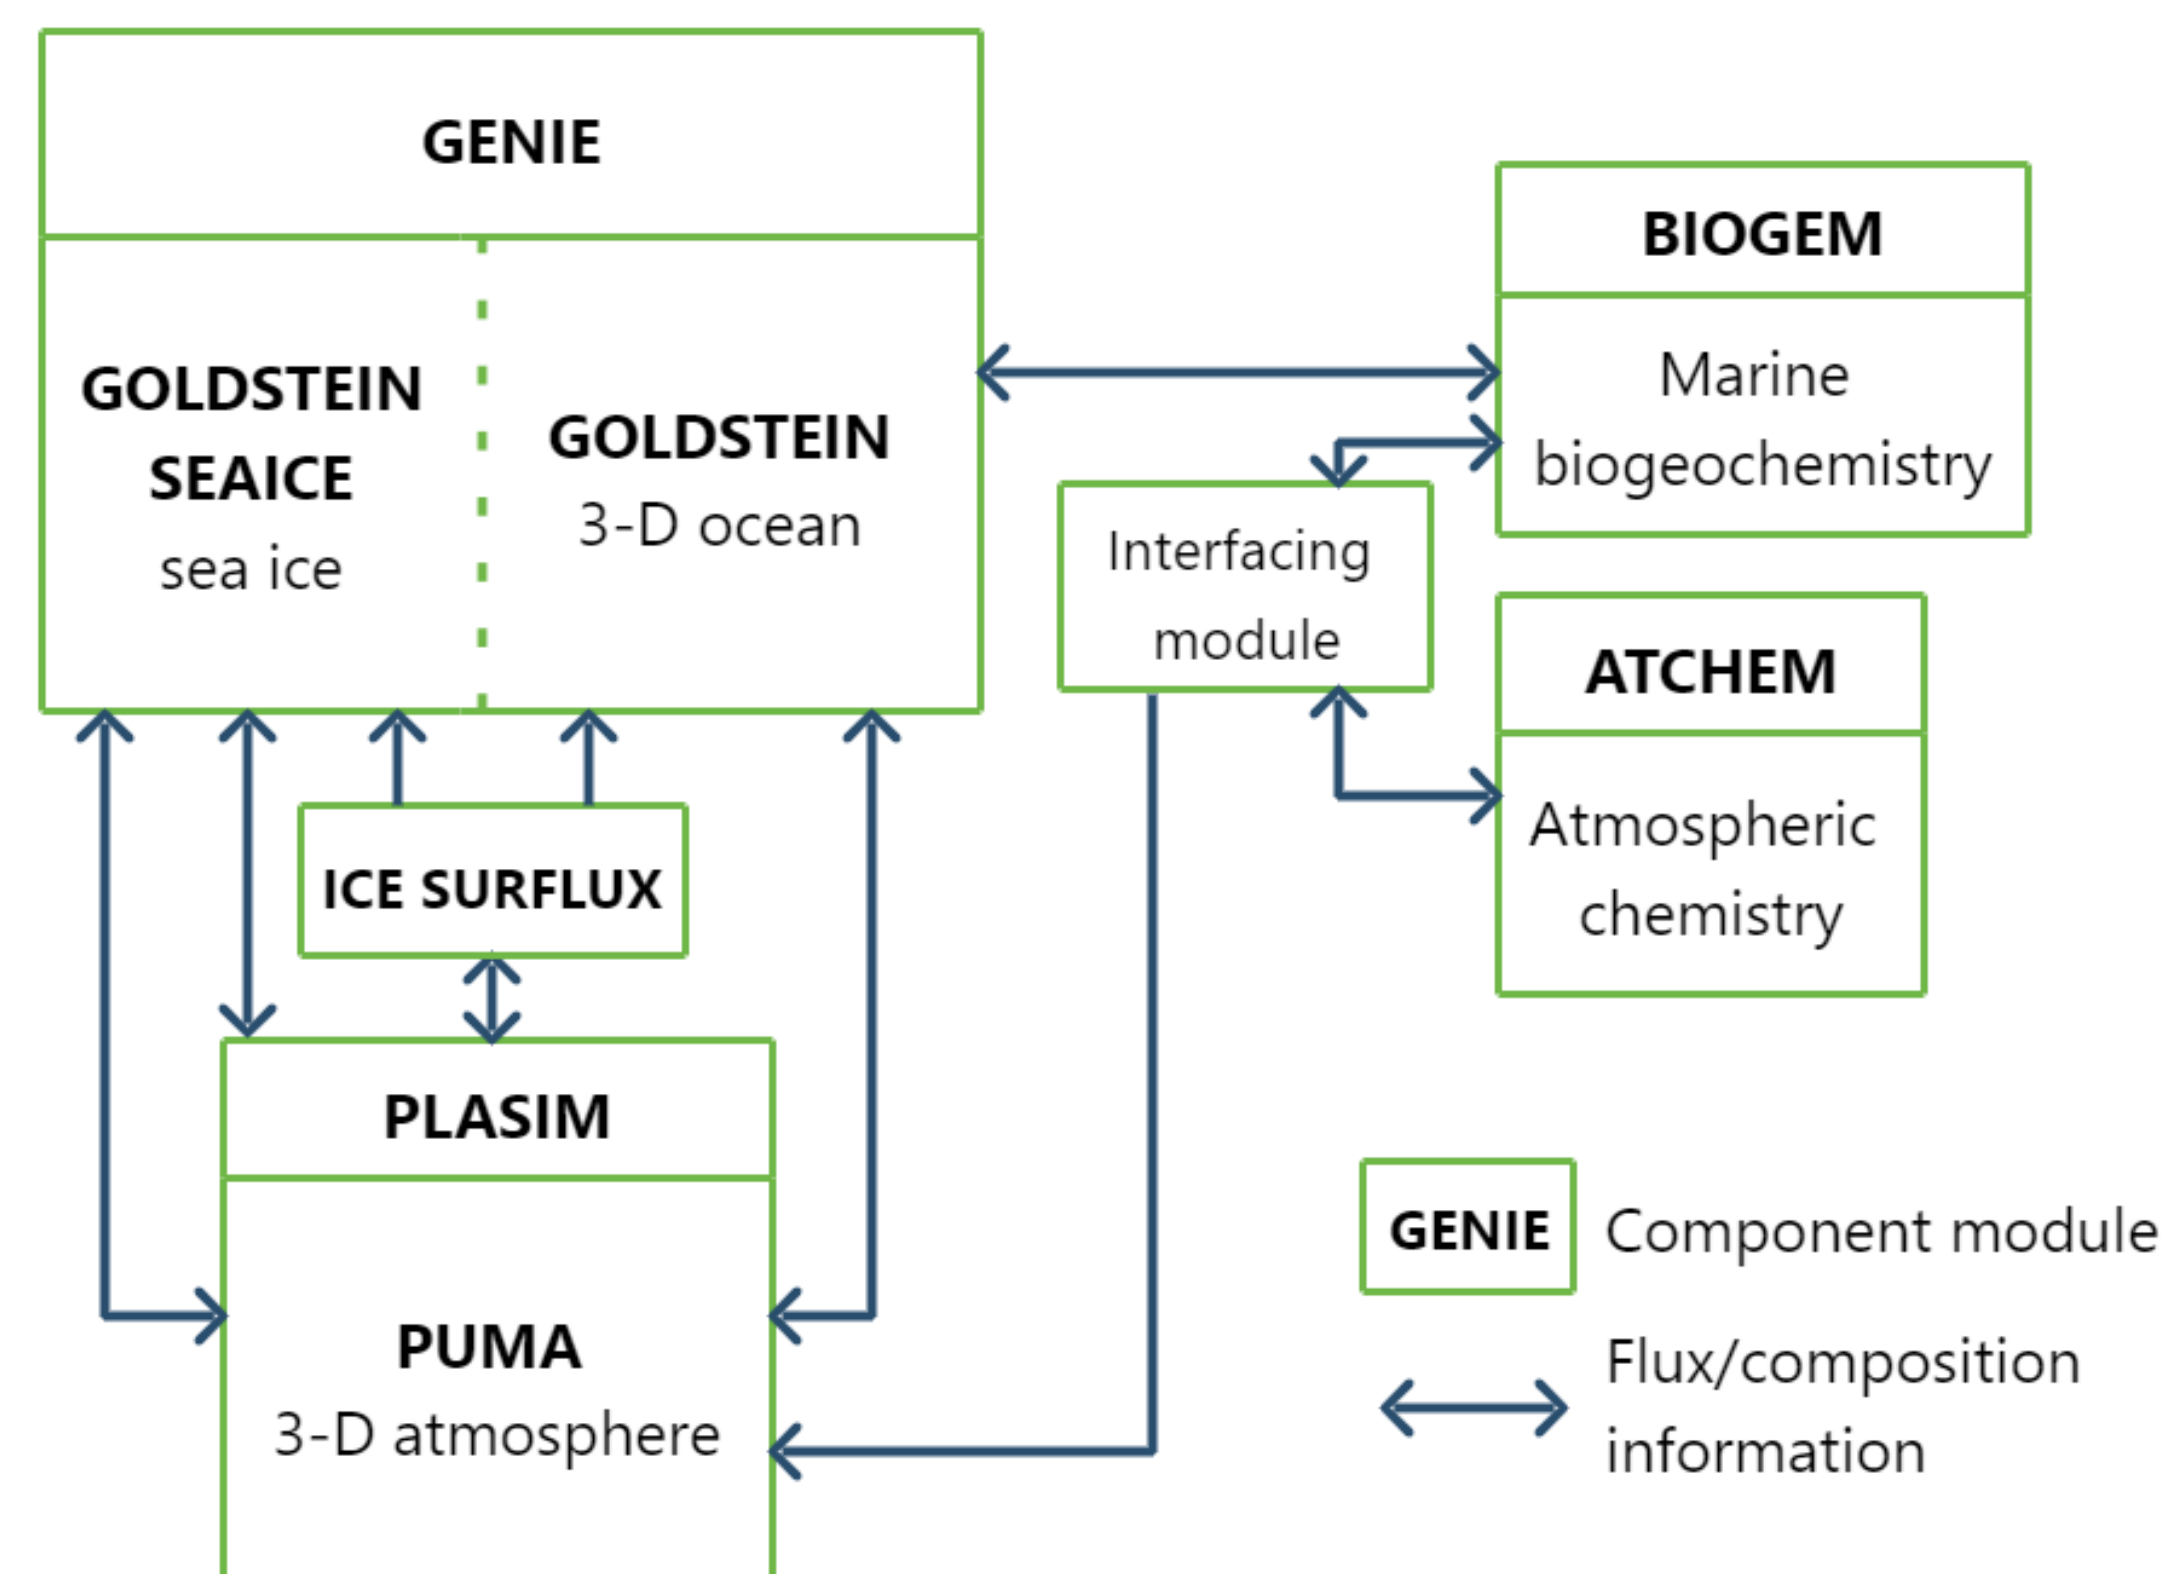 GENIE
GOLDSTEIN
SEAICE
sea ice
GOLDSTEIN
3-D ocean
BIOGEM
Marine
biogeochemistry
Interfacing
module
ATCHEM
Atmospheric
chemistry
ICE SURFLUX
PLASIM
PUMA
3-D atmosphere
GENIE
Component module
Flux/composition
information